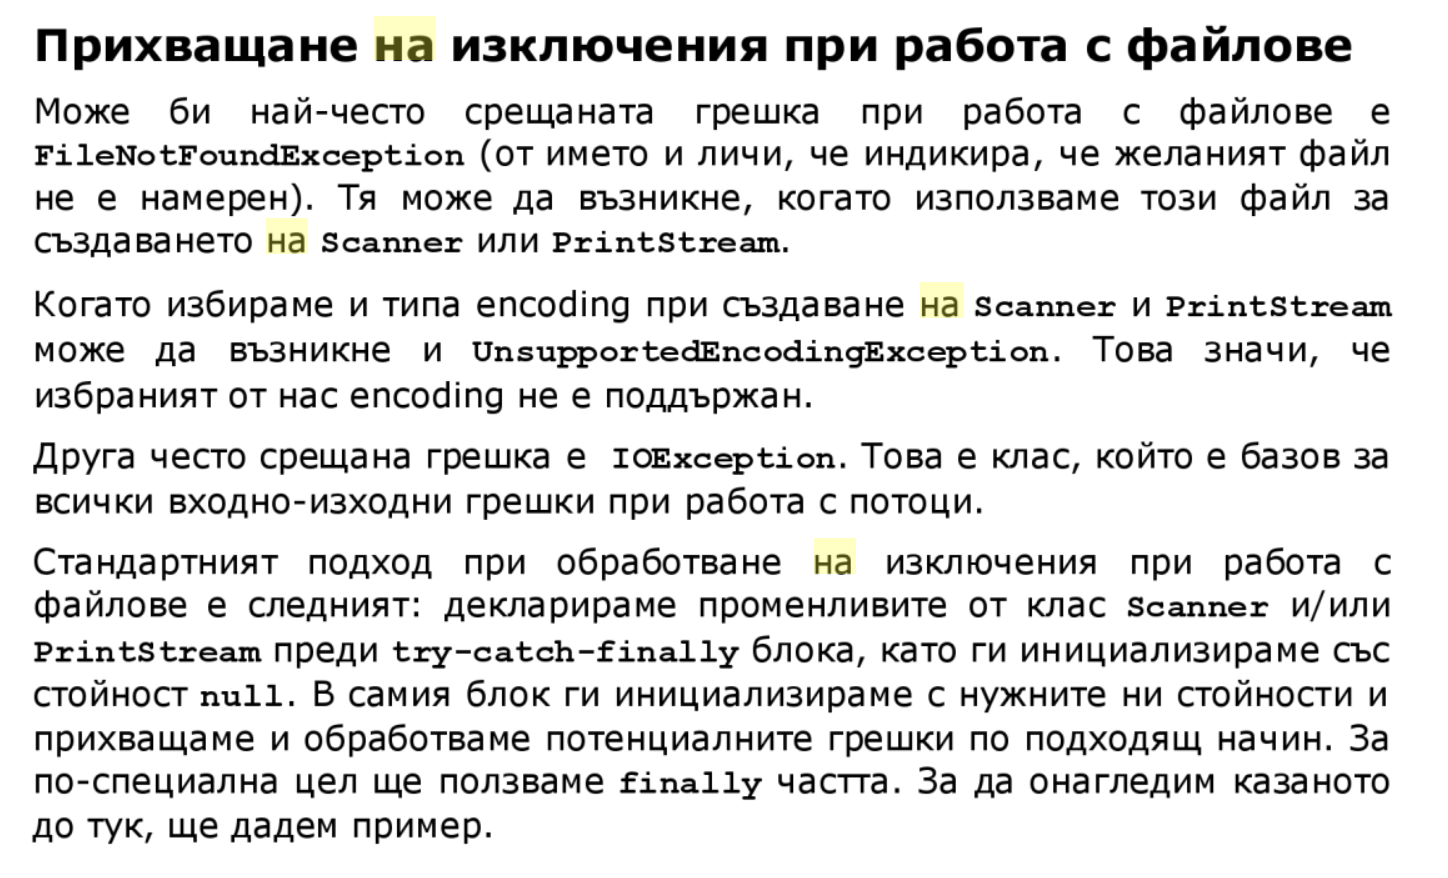 Прихващане на изключения при работа с файлове
Може би най-често срещаната грешка при работа с файлове е
FileNotFoundException (от името и личи, че индикира, че желаният файл
не е намерен). Тя може да възникне, когато използваме този файл за
създаването на Scanner или PrintStream.
Когато избираме и типа encoding при създаване на Scanner и PrintStream
може да възникне и UnsupportedEncodingException. Това значи, че
избраният от нас encoding не е поддържан.
Друга често срещана грешка е IOException. Това е клас, който е базов за
всички входно-изходни грешки при работа с потоци.
Стандартният подход при обработване на изключения при работа с
файлове е следният: декларираме променливите от клас Scanner и/или
PrintStream преди try-catch-finally блока, като ги инициализираме със
стойност null. В самия блок ги инициализираме с нужните ни стойности и
прихващаме и обработваме потенциалните грешки по подходящ начин. За
по-специална цел ще ползваме finally частта. За да онагледим казаното
до тук, ще дадем пример.